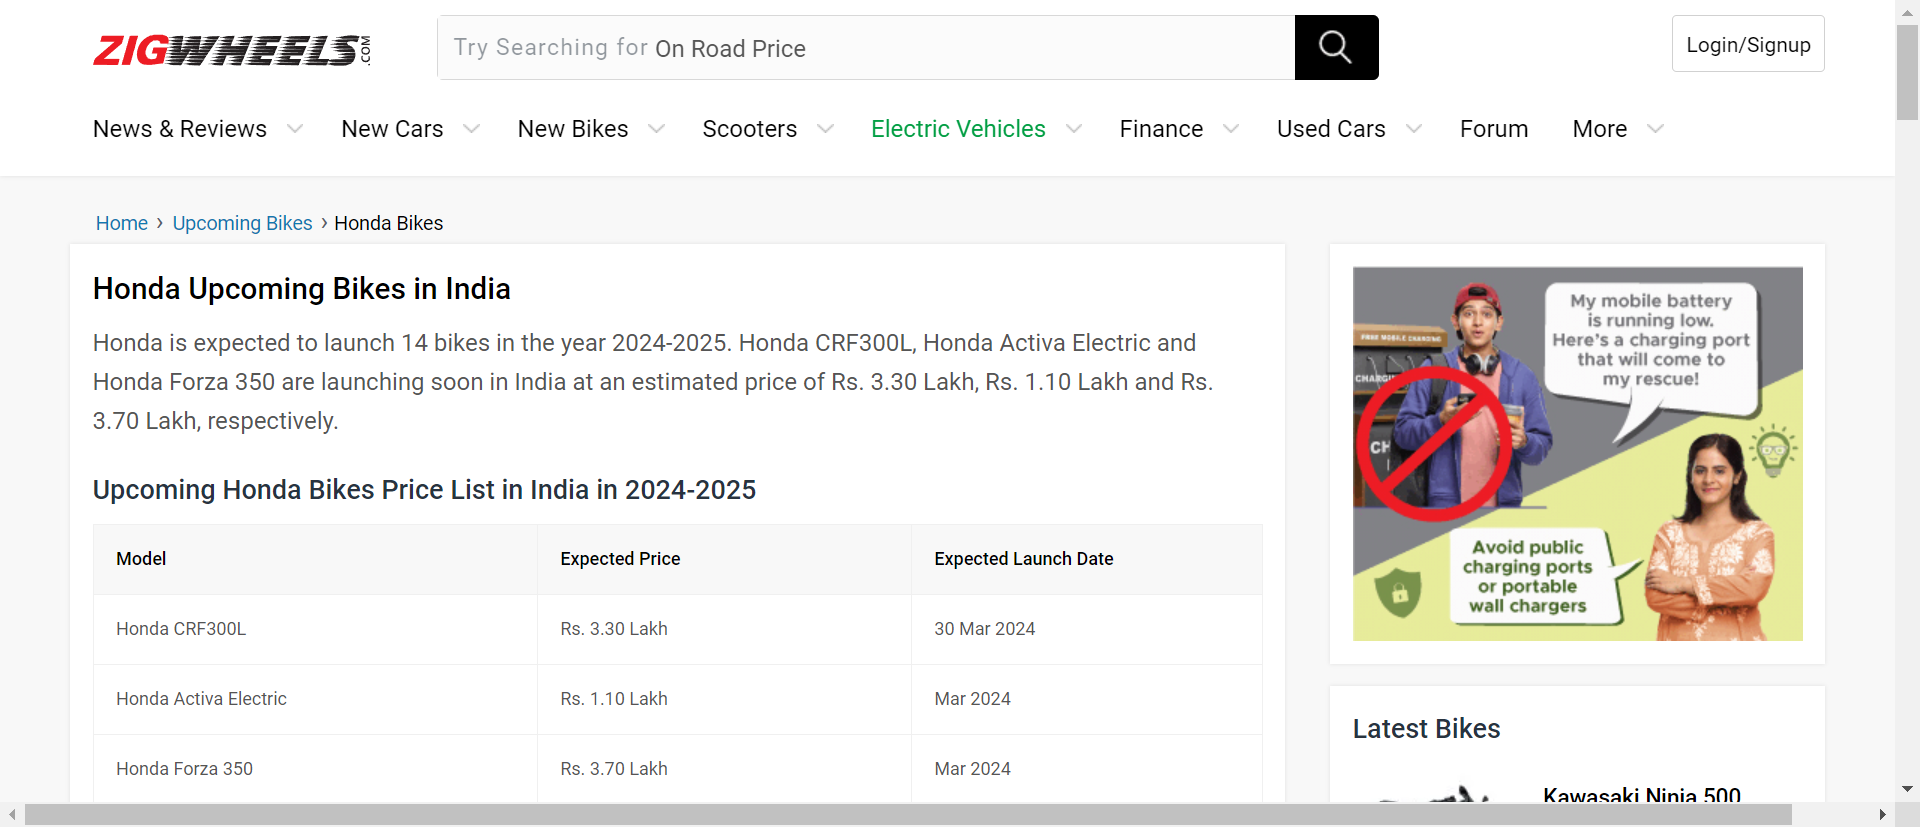 ZIGWHEELS.COM
Try Searching for On Road Price
Login/Signup
News & Reviews
New Cars
New Bikes
Scooters
Electric Vehicles
Finance
Used Cars
Forum
More
Home › Upcoming Bikes › Honda Bikes
Honda Upcoming Bikes in India
Honda is expected to launch 14 bikes in the year 2024-2025. Honda CRF300L, Honda Activa Electric and
Honda Forza 350 are launching soon in India at an estimated price of Rs. 3.30 Lakh, Rs. 1.10 Lakh and Rs.
3.70 Lakh, respectively.
Upcoming Honda Bikes Price List in India in 2024-2025
Model Expected Price Expected Launch Date
Honda CRF300L Rs. 3.30 Lakh 30 Mar 2024
Honda Activa Electric Rs. 1.10 Lakh Mar 2024
Honda Forza 350 Rs. 3.70 Lakh Mar 2024
My mobile battery
is running low.
Here's a charging port
that will come to
my rescue!
FREE MOBILE CHARGING
Avoid public
charging ports
or portable
wall chargers
Latest Bikes
Kawasaki Ninja 500